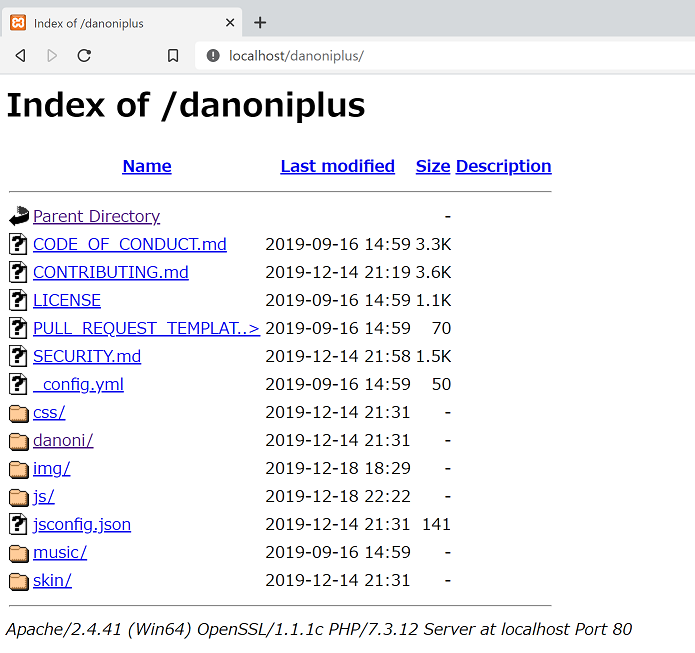 Index of /danoniplus
localhost/danoniplus/
Index of /danoniplus
Name Last modified Size Description
Parent Directory -
CODE_OF_CONDUCT.md 2019-09-16 14:59 3.3K
CONTRIBUTING.md 2019-12-14 21:19 3.6K
LICENSE 2019-09-16 14:59 1.1K
PULL_REQUEST_TEMPLAT..> 2019-09-16 14:59 70
SECURITY.md 2019-12-14 21:58 1.5K
_config.yml 2019-09-16 14:59 50
css/ 2019-12-14 21:31 -
danoni/ 2019-12-14 21:31 -
img/ 2019-12-18 18:29 -
js/ 2019-12-18 22:22 -
jsconfig.json 2019-12-14 21:31 141
music/ 2019-09-16 14:59 -
skin/ 2019-12-14 21:31 -
Apache/2.4.41 (Win64) OpenSSL/1.1.1c PHP/7.3.12 Server at localhost Port 80